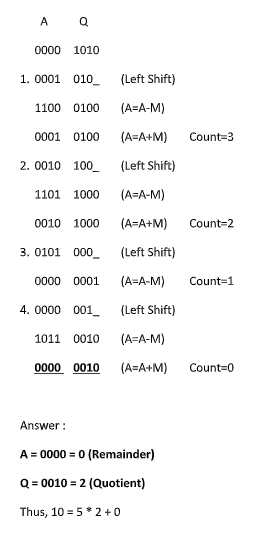 A Q
0000 1010
1. 0001 010_ (Left Shift)
1100 0100 (A=A-M)
0001 0100 (A=A+M) Count=3
2. 0010 100_ (Left Shift)
1101 1000 (A=A-M)
0010 1000 (A=A+M) Count=2
3. 0101 000_ (Left Shift)
0000 0001 (A=A-M) Count=1
4. 0000 001_ (Left Shift)
1011 0010 (A=A-M)
0000 0010 (A=A+M) Count=0
Answer :
A = 0000 = 0 (Remainder)
Q = 0010 = 2 (Quotient)
Thus, 10 = 5 * 2 + 0